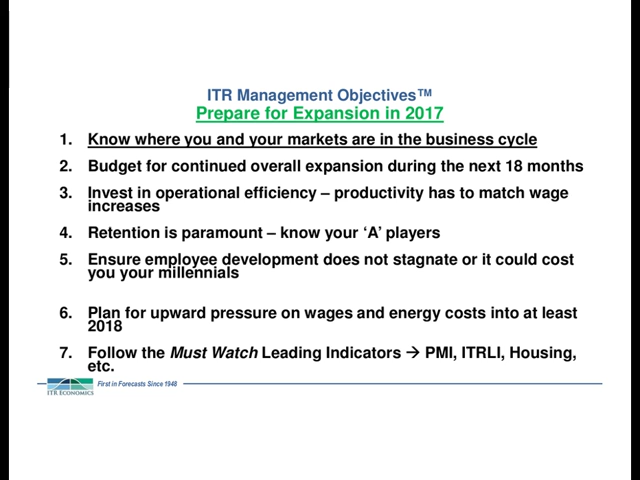 ITR Management Objectives™
Prepare for Expansion in 2017
1. Know where you and your markets are in the business cycle
2. Budget for continued overall expansion during the next 18 months
3. Invest in operational efficiency – productivity has to match wage
increases
4. Retention is paramount – know your ‘A’ players
5. Ensure employee development does not stagnate or it could cost
you your millennials
6. Plan for upward pressure on wages and energy costs into at least
2018
7. Follow the Must Watch Leading Indicators → PMI, ITRLI, Housing,
etc.
First in Forecasts Since 1948
ITR ECONOMICS